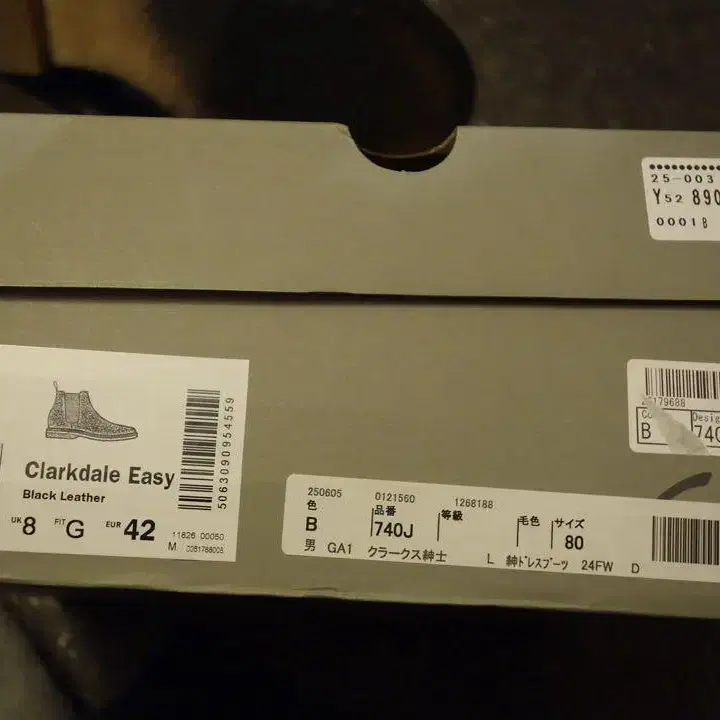 25-003
Y52 890
0001B
Clarkdale Easy
Black Leather
UK 8 FIT G EUR 42
11826 00050
M
5063090954559
B
Desig
740
250605 0121560 1268188
色 品番 等級 毛色 サイズ
B 740J 80
男 GA1 クラークス紳士 L 紳ドレスブーツ 24FW D